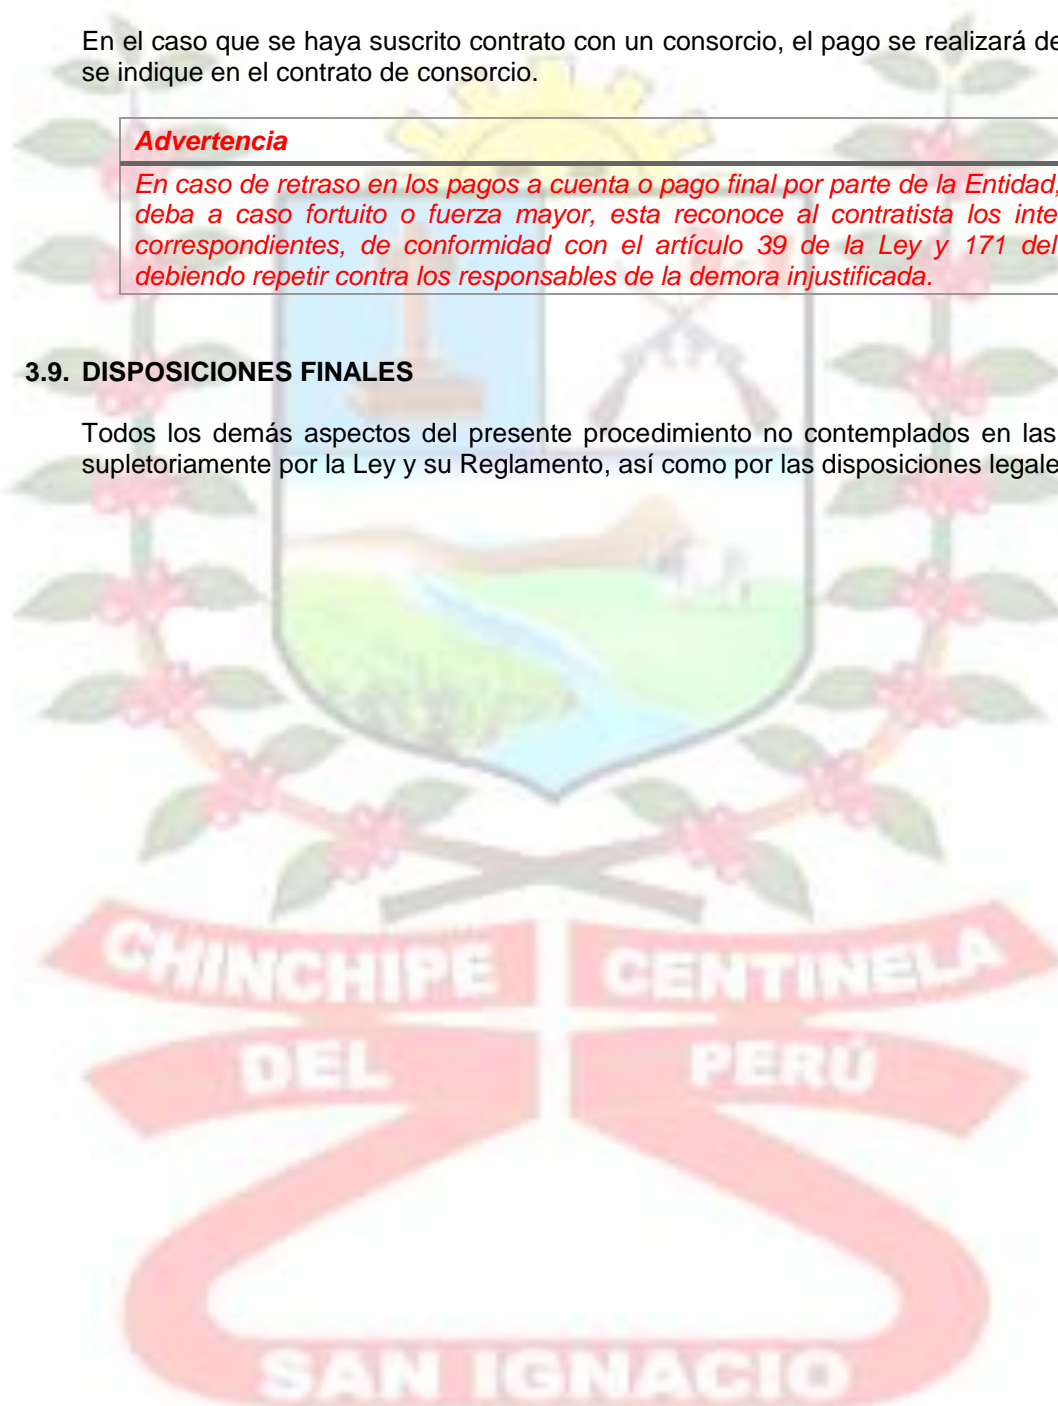 En el caso que se haya suscrito contrato con un consorcio, el pago se realizará de
se indique en el contrato de consorcio.
Advertencia
En caso de retraso en los pagos a cuenta o pago final por parte de la Entidad,
deba a caso fortuito o fuerza mayor, esta reconoce al contratista los inte
correspondientes, de conformidad con el artículo 39 de la Ley y 171 del
debiendo repetir contra los responsables de la demora injustificada.
3.9. DISPOSICIONES FINALES
Todos los demás aspectos del presente procedimiento no contemplados en las
supletoriamente por la Ley y su Reglamento, así como por las disposiciones legale
CHINCHIPE CENTINELA
DEL PERÚ
SAN IGNACIO